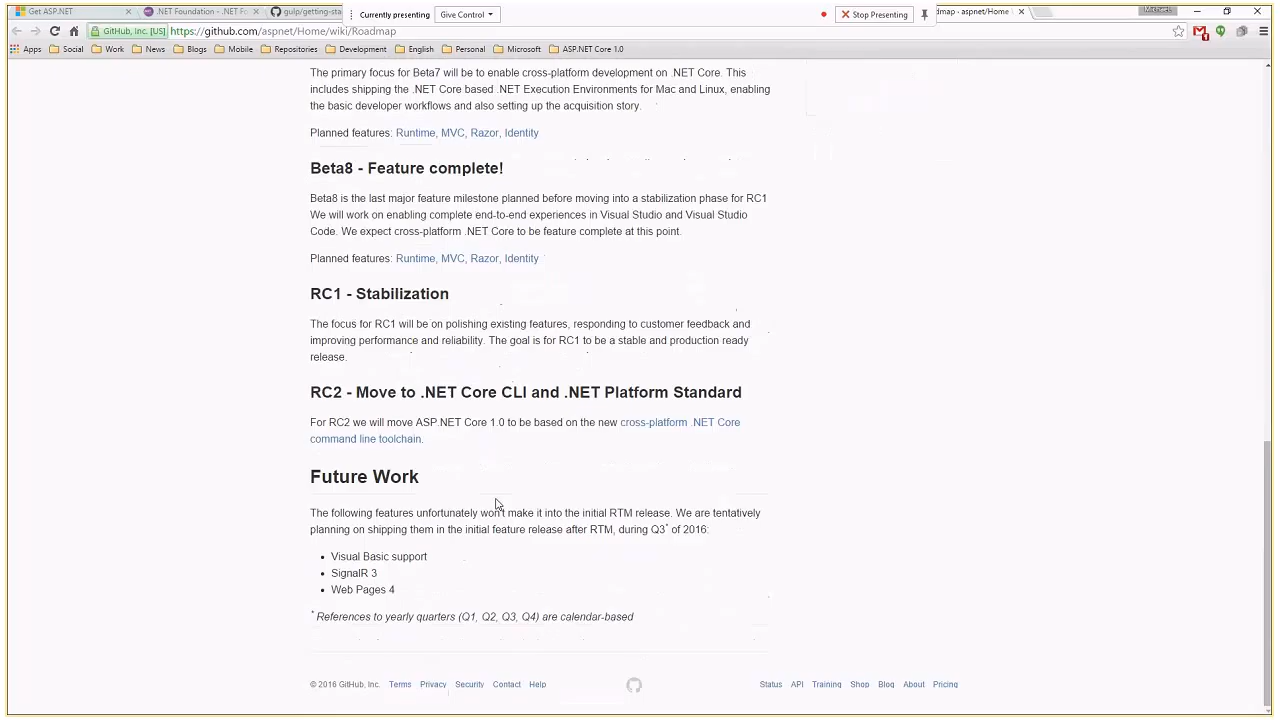 Get ASP.NET
.NET Foundation - .NET Fo
gulp/getting-sta
Currently presenting
Give Control
Stop Presenting
dmap - aspnet/Home
GitHub, Inc. [US]
https://github.com/aspnet/Home/wiki/Roadmap
Apps
Social
Work
News
Blogs
Mobile
Repositories
Development
English
Personal
Microsoft
ASP.NET Core 1.0
The primary focus for Beta7 will be to enable cross-platform development on .NET Core. This
includes shipping the .NET Core based .NET Execution Environments for Mac and Linux, enabling
the basic developer workflows and also setting up the acquisition story.
Planned features: Runtime, MVC, Razor, Identity
Beta8 - Feature complete!
Beta8 is the last major feature milestone planned before moving into a stabilization phase for RC1
We will work on enabling complete end-to-end experiences in Visual Studio and Visual Studio
Code. We expect cross-platform .NET Core to be feature complete at this point.
Planned features: Runtime, MVC, Razor, Identity
RC1 - Stabilization
The focus for RC1 will be on polishing existing features, responding to customer feedback and
improving performance and reliability. The goal is for RC1 to be a stable and production ready
release.
RC2 - Move to .NET Core CLI and .NET Platform Standard
For RC2 we will move ASP.NET Core 1.0 to be based on the new cross-platform .NET Core
command line toolchain.
Future Work
The following features unfortunately won't make it into the initial RTM release. We are tentatively
planning on shipping them in the initial feature release after RTM, during Q3* of 2016:
• Visual Basic support
• SignalR 3
• Web Pages 4
* References to yearly quarters (Q1, Q2, Q3, Q4) are calendar-based
© 2016 GitHub, Inc. Terms Privacy Security Contact Help
Status API Training Shop Blog About Pricing